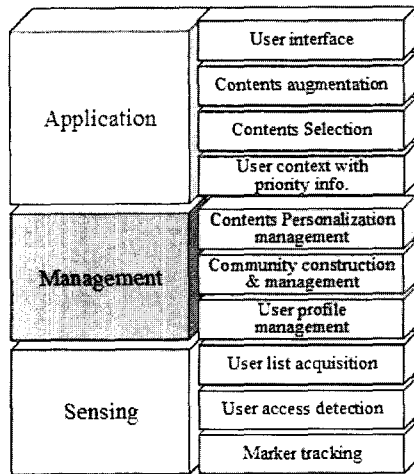 Application
User interface
Contents augmentation
Contents Selection
User context with
priority info.
Management
Contents Personalization
management
Community construction
& management
User profile
management
Sensing
User list acquisition
User access detection
Marker tracking